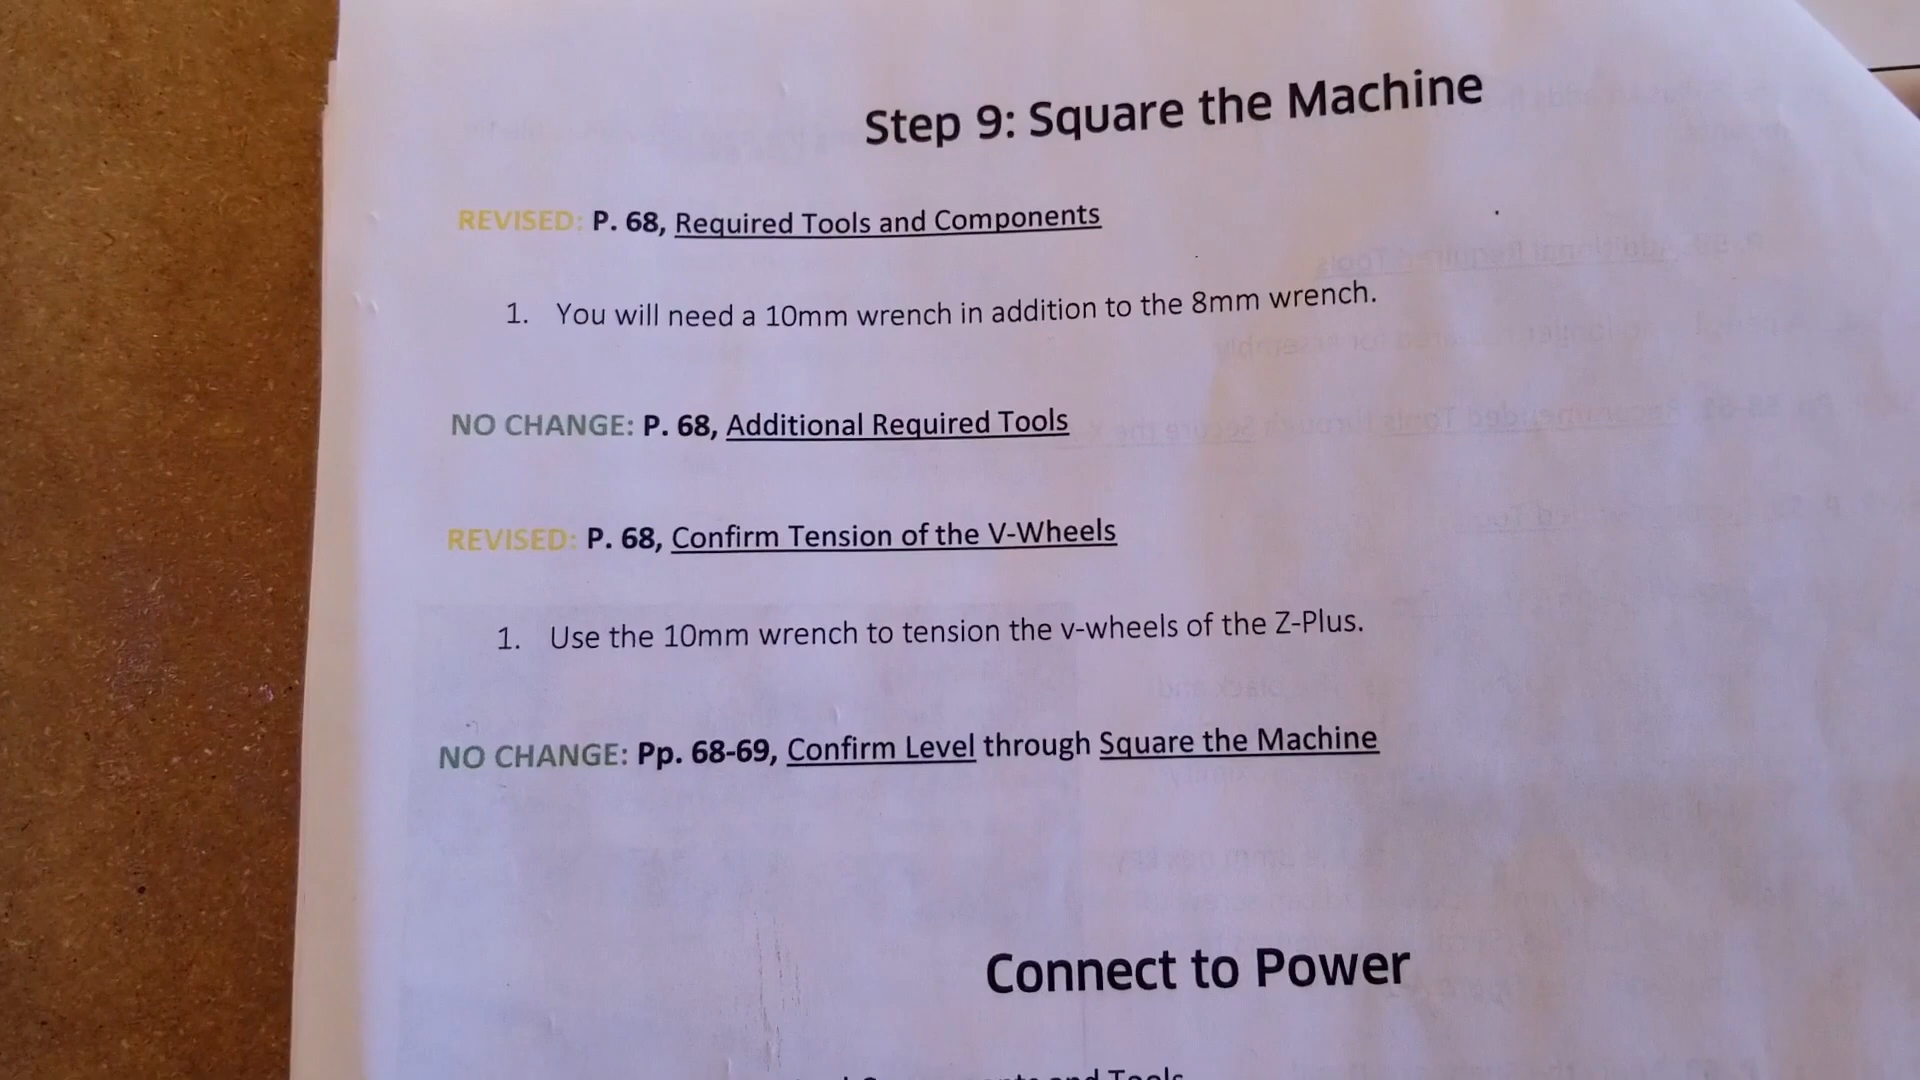 Step 9: Square the Machine
REVISED: P. 68, Required Tools and Components
1. You will need a 10mm wrench in addition to the 8mm wrench.
NO CHANGE: P. 68, Additional Required Tools
REVISED: P. 68, Confirm Tension of the V-Wheels
1. Use the 10mm wrench to tension the v-wheels of the Z-Plus.
NO CHANGE: Pp. 68-69, Confirm Level through Square the Machine
Connect to Power
and Tools